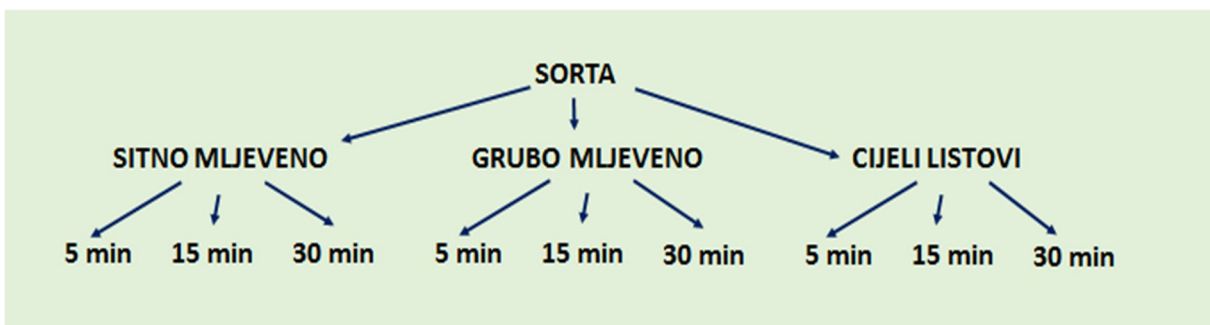 SORTA
SITNO MLJEVENO GRUBO MLJEVENO CIJELI LISTOVI
5 min 15 min 30 min 5 min 15 min 30 min 5 min 15 min 30 min